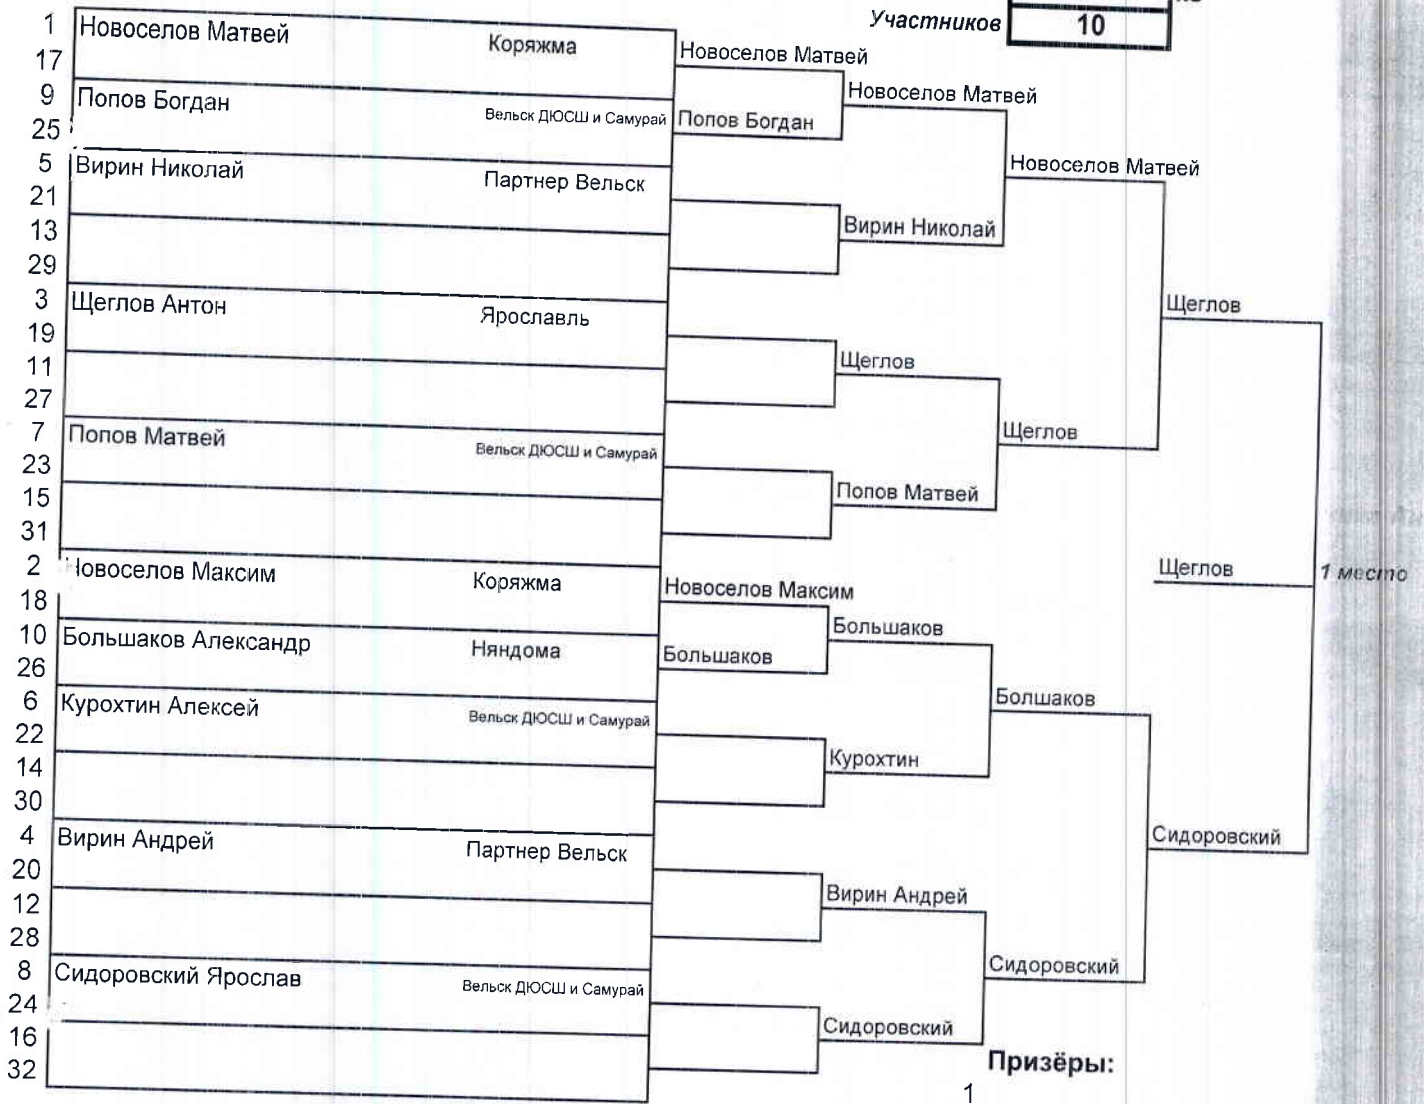 Участников 10
1 Новоселов Матвей Коряжма
17
9 Попов Богдан Вельск ДЮСШ и Самурай
25
5 Вирин Николай Партнер Вельск
21
13
29
3 Щеглов Антон Ярославль
19
11
27
7 Попов Матвей Вельск ДЮСШ и Самурай
23
15
31
2 Новоселов Максим Коряжма
18
10 Большаков Александр Няндома
26
6 Курохтин Алексей Вельск ДЮСШ и Самурай
22
14
30
4 Вирин Андрей Партнер Вельск
20
12
28
8 Сидоровский Ярослав Вельск ДЮСШ и Самурай
24
16
32
Новоселов Матвей
Попов Богдан
Новоселов Максим
Большаков
Новоселов Матвей
Вирин Николай
Щеглов
Попов Матвей
Большаков
Курохтин
Вирин Андрей
Сидоровский
Новоселов Матвей
Щеглов
Болшаков
Сидоровский
Щеглов
Сидоровский
Щеглов 1 место
Призёры:
1